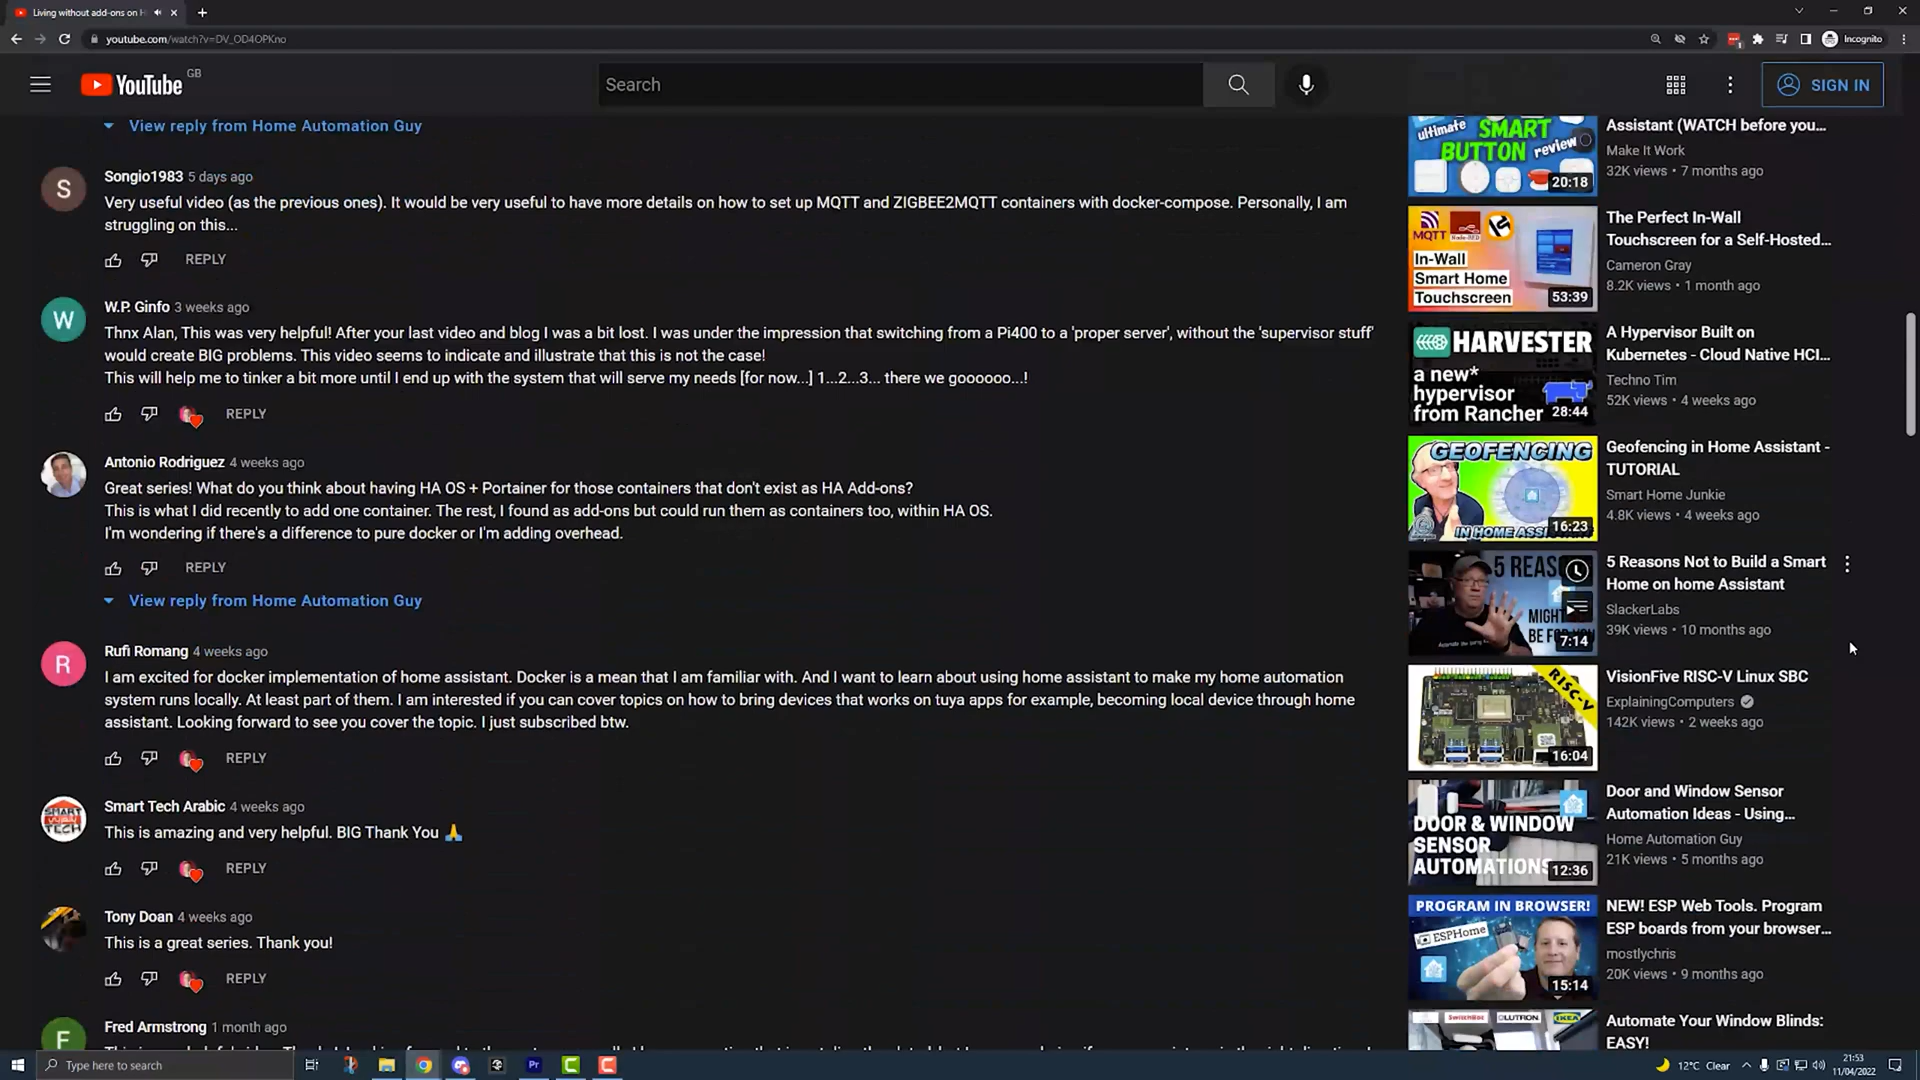 Living without add-ons on H
youtube.com/watch?v=DV_OD4OPKno
Incognito
YouTube GB
Search
SIGN IN
View reply from Home Automation Guy
Songio1983 5 days ago
Very useful video (as the previous ones). It would be very useful to have more details on how to set up MQTT and ZIGBEE2MQTT containers with docker-compose. Personally, I am
struggling on this...
REPLY
W.P. Ginfo 3 weeks ago
Thnx Alan, This was very helpful! After your last video and blog I was a bit lost. I was under the impression that switching from a Pi400 to a 'proper server', without the 'supervisor stuff'
would create BIG problems. This video seems to indicate and illustrate that this is not the case!
This will help me to tinker a bit more until I end up with the system that will serve my needs [for now...] 1...2...3... there we goooooo...!
REPLY
Antonio Rodriguez 4 weeks ago
Great series! What do you think about having HA OS + Portainer for those containers that don't exist as HA Add-ons?
This is what I did recently to add one container. The rest, I found as add-ons but could run them as containers too, within HA OS.
I'm wondering if there's a difference to pure docker or I'm adding overhead.
REPLY
View reply from Home Automation Guy
Rufi Romang 4 weeks ago
I am excited for docker implementation of home assistant. Docker is a mean that I am familiar with. And I want to learn about using home assistant to make my home automation
system runs locally. At least part of them. I am interested if you can cover topics on how to bring devices that works on tuya apps for example, becoming local device through home
assistant. Looking forward to see you cover the topic. I just subscribed btw.
REPLY
Smart Tech Arabic 4 weeks ago
This is amazing and very helpful. BIG Thank You 🙏
REPLY
Tony Doan 4 weeks ago
This is a great series. Thank you!
REPLY
Fred Armstrong 1 month ago
ultimate SMART
BUTTON review
20:18
Assistant (WATCH before you...
Make It Work
32K views • 7 months ago
MQTT Node-RED
In-Wall
Smart Home
Touchscreen
53:39
The Perfect In-Wall
Touchscreen for a Self-Hosted...
Cameron Gray
8.2K views • 1 month ago
HARVESTER
a new*
hypervisor
from Rancher
28:44
A Hypervisor Built on
Kubernetes - Cloud Native HCI...
Techno Tim
52K views • 4 weeks ago
GEOFENCING
IN HOME ASSIS
16:23
Geofencing in Home Assistant -
TUTORIAL
Smart Home Junkie
4.8K views • 4 weeks ago
5 REAS
MIGHT
BE FO
7:14
5 Reasons Not to Build a Smart
Home on home Assistant
SlackerLabs
39K views • 10 months ago
RISC-V
16:04
VisionFive RISC-V Linux SBC
ExplainingComputers
142K views • 2 weeks ago
DOOR & WINDOW
SENSOR
AUTOMATIONS
12:36
Door and Window Sensor
Automation Ideas - Using...
Home Automation Guy
21K views • 5 months ago
PROGRAM IN BROWSER!
ESPHome
15:14
NEW! ESP Web Tools. Program
ESP boards from your browser...
mostlychris
20K views • 9 months ago
SwitchBot LUTRON IKEA
Automate Your Window Blinds:
EASY!
Type here to search
12°C Clear
21:53
11/04/2022